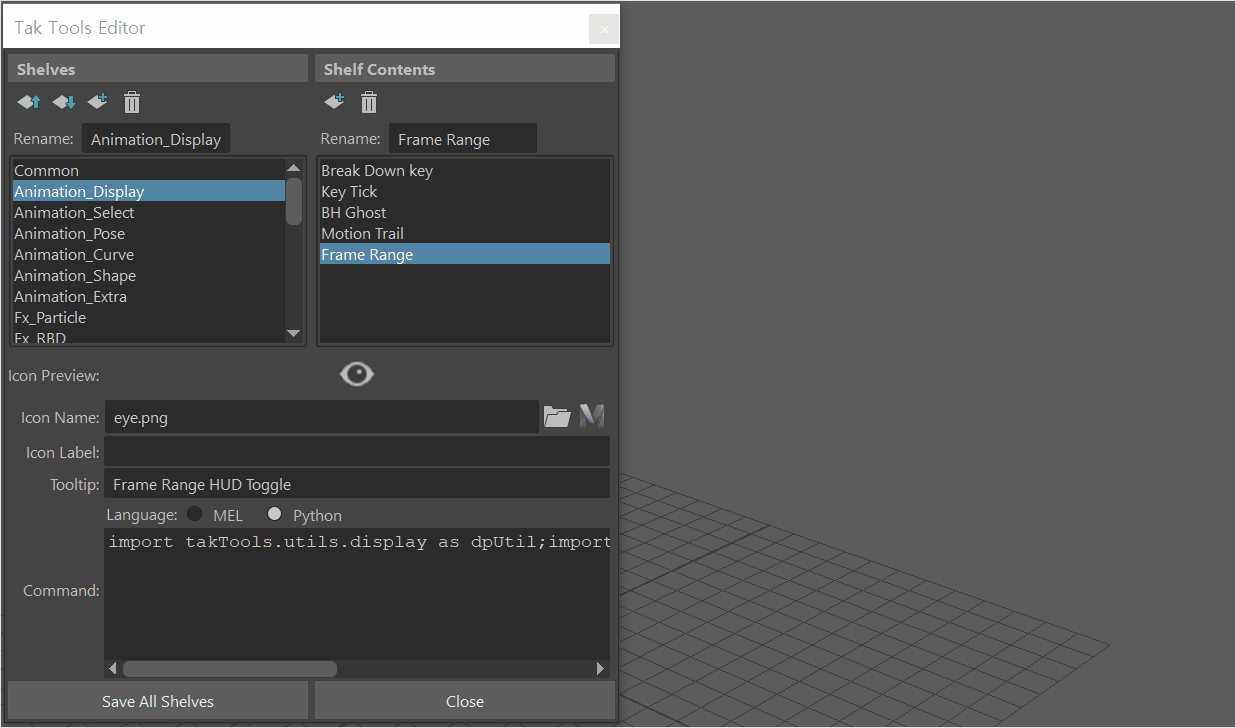 Tak Tools Editor
Shelves
Shelf Contents
Rename: Animation_Display
Rename: Frame Range
Common
Animation_Display
Animation_Select
Animation_Pose
Animation_Curve
Animation_Shape
Animation_Extra
Fx_Particle
Fx_RBD
Break Down key
Key Tick
BH Ghost
Motion Trail
Frame Range
Icon Preview:
Icon Name: eye.png
Icon Label:
Tooltip: Frame Range HUD Toggle
Language: MEL Python
Command: import takTools.utils.display as dpUtil;import
Save All Shelves
Close